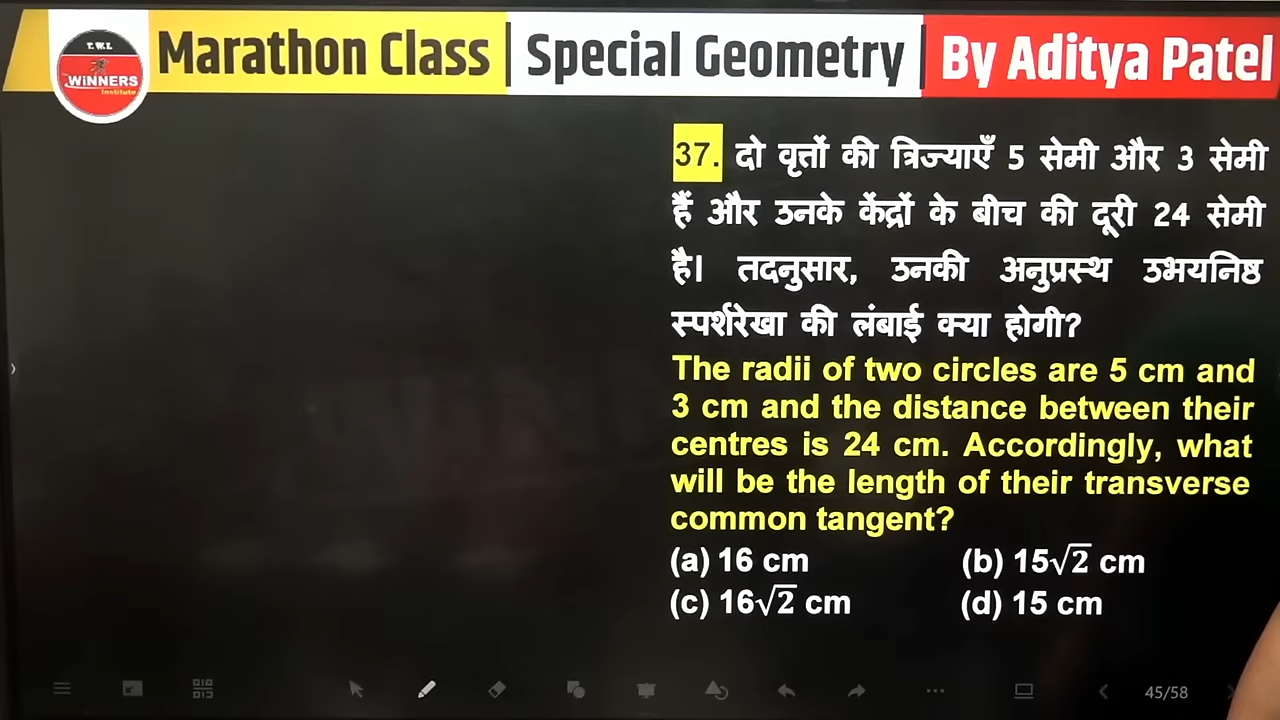 T.W.I.
WINNERS
Institute
Marathon Class | Special Geometry | By Aditya Patel
37. दो वृत्तों की त्रिज्याएँ 5 सेमी और 3 सेमी
हैं और उनके केंद्रों के बीच की दूरी 24 सेमी
है। तदनुसार, उनकी अनुप्रस्थ उभयनिष्ठ
स्पर्शरेखा की लंबाई क्या होगी?
The radii of two circles are 5 cm and
3 cm and the distance between their
centres is 24 cm. Accordingly, what
will be the length of their transverse
common tangent?
(a) 16 cm (b) 15√2 cm
(c) 16√2 cm (d) 15 cm
45/58